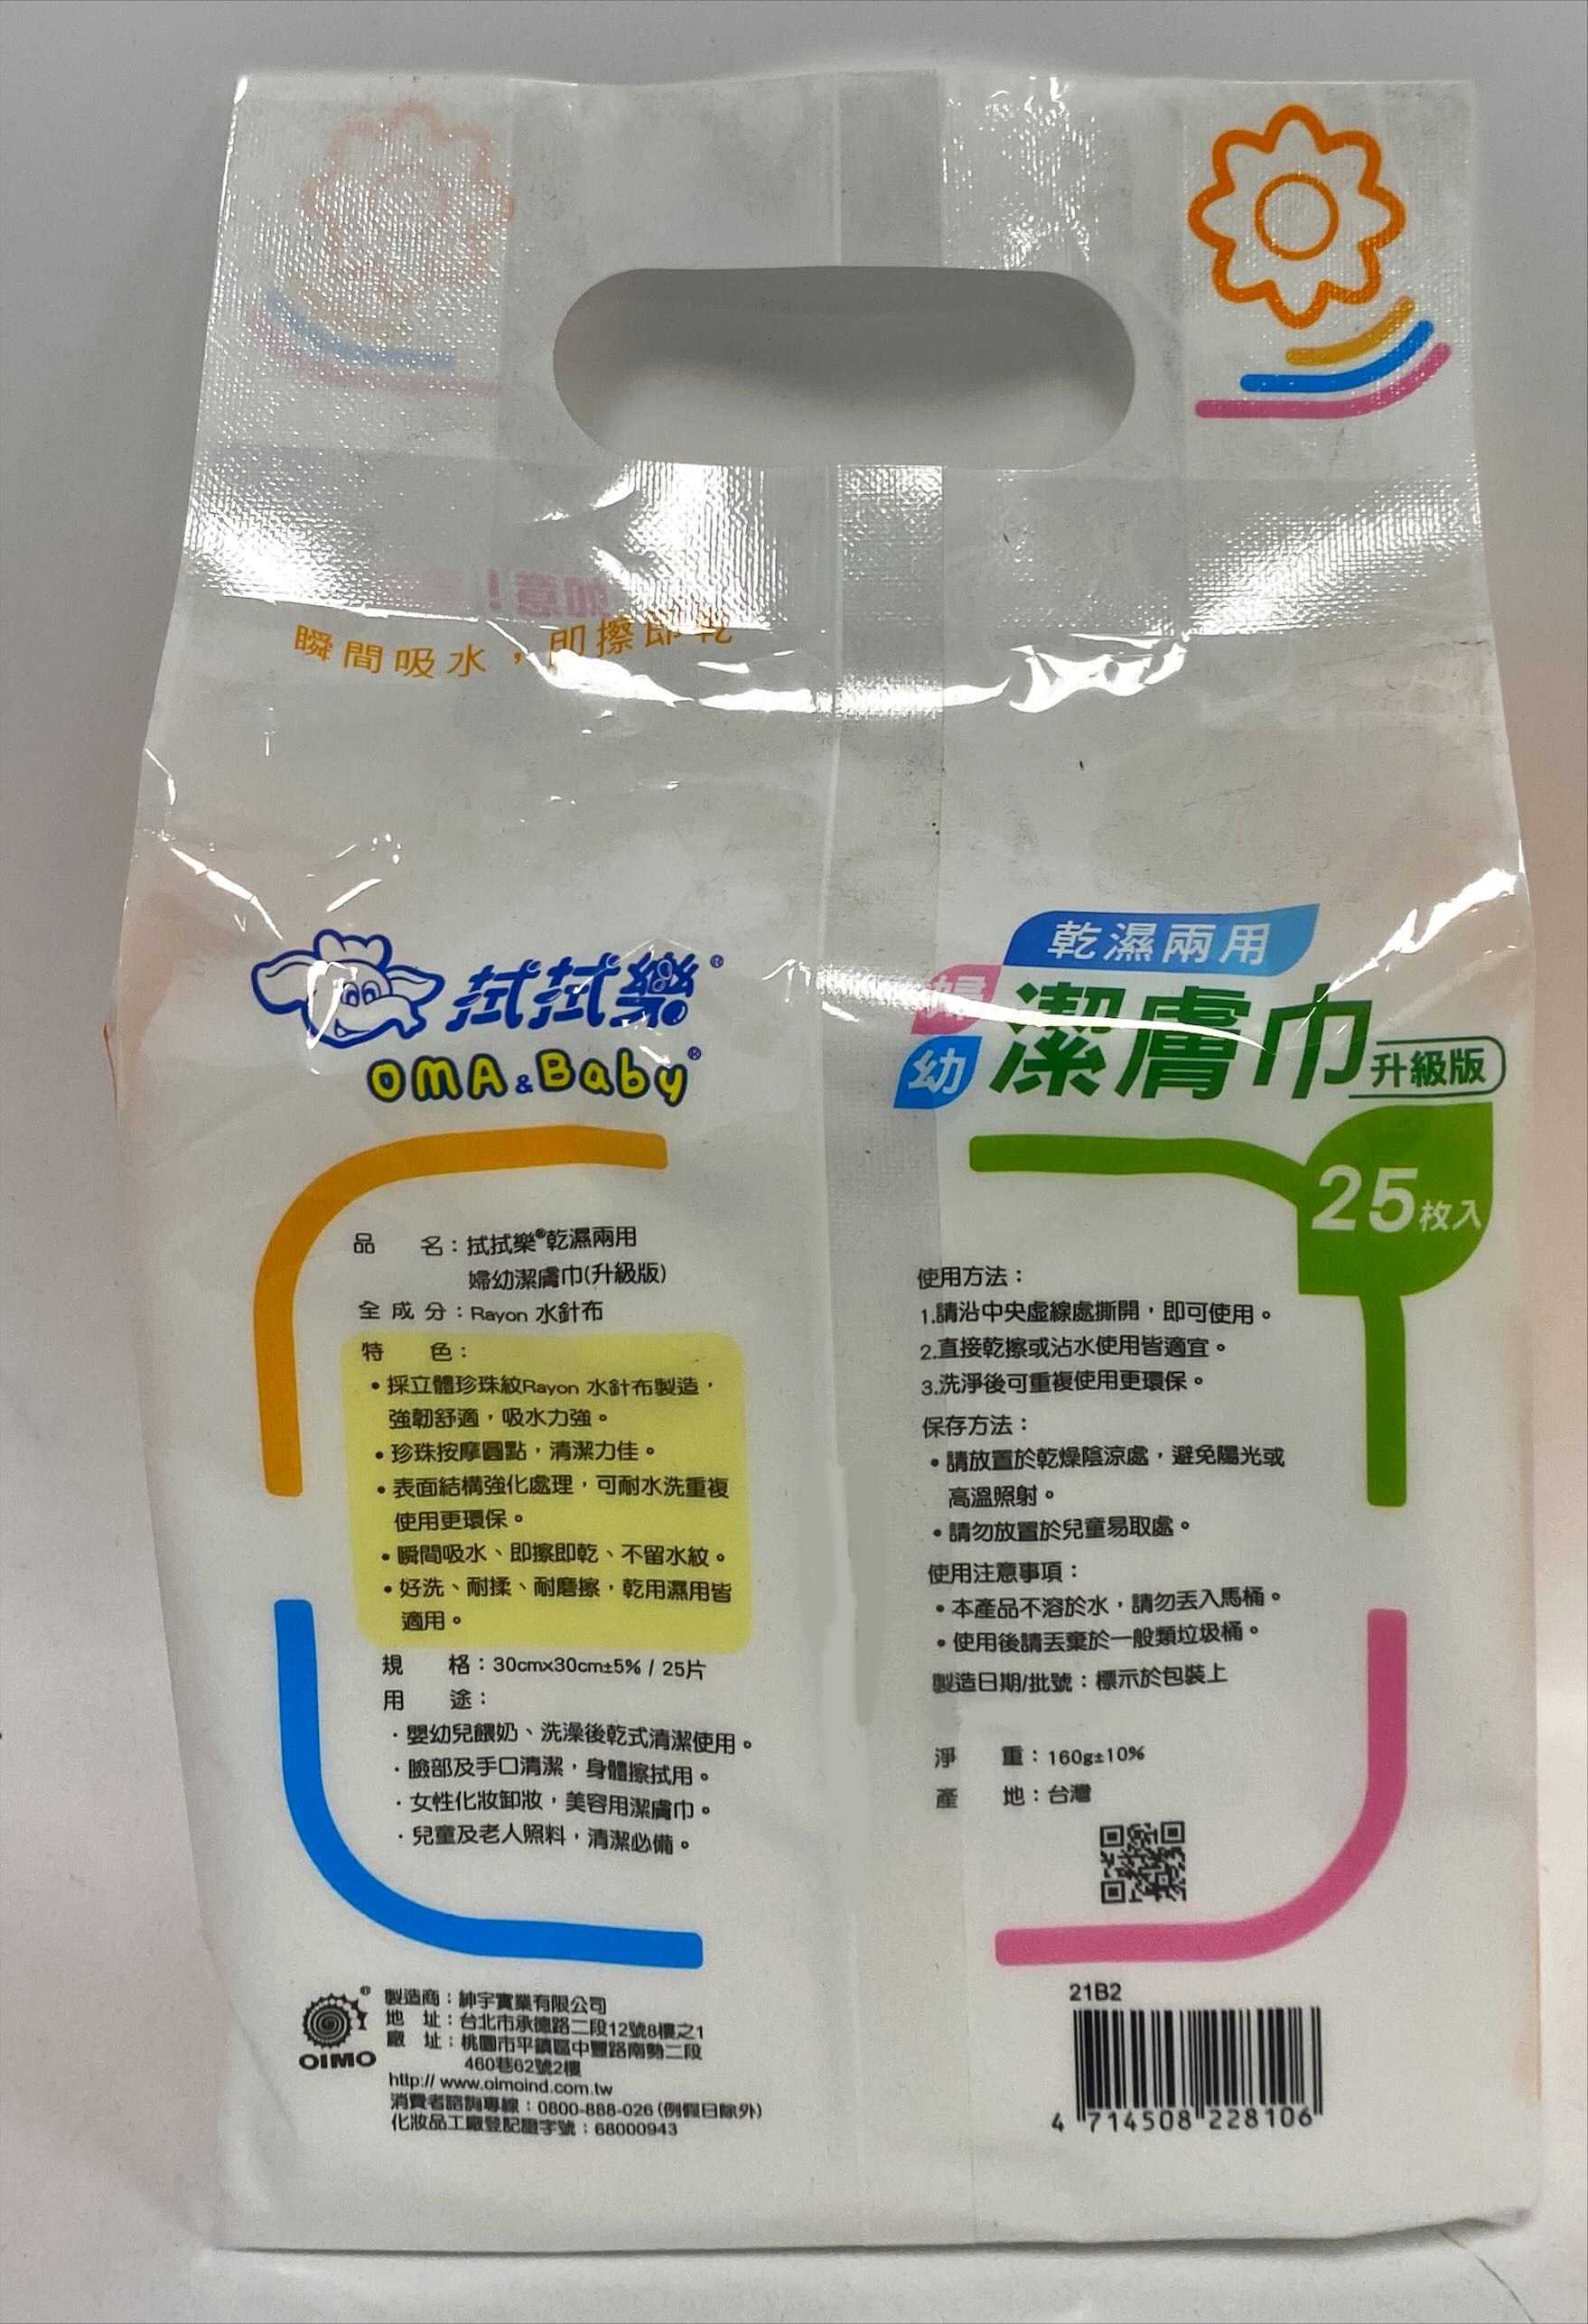 如意!
瞬間吸水，即擦即乾
拭拭樂®
OMA & Baby®
乾濕兩用
婦幼
潔膚巾升級版
25枚入
品　　名：拭拭樂®乾濕兩用
婦幼潔膚巾(升級版)
全 成 分：Rayon 水針布
特　　色：
• 採立體珍珠紋Rayon 水針布製造，
強韌舒適，吸水力強。
• 珍珠按摩圓點，清潔力佳。
• 表面結構強化處理，可耐水洗重複
使用更環保。
• 瞬間吸水、即擦即乾、不留水紋。
• 好洗、耐揉、耐磨擦，乾用濕用皆
適用。
規　　格：30cmx30cm±5% / 25片
用　　途：
· 嬰幼兒餵奶、洗澡後乾式清潔使用。
· 臉部及手口清潔，身體擦拭用。
· 女性化妝卸妝，美容用潔膚巾。
· 兒童及老人照料，清潔必備。
使用方法：
1.請沿中央虛線處撕開，即可使用。
2.直接乾擦或沾水使用皆適宜。
3.洗淨後可重複使用更環保。
保存方法：
• 請放置於乾燥陰涼處，避免陽光或
高溫照射。
• 請勿放置於兒童易取處。
使用注意事項：
• 本產品不溶於水，請勿丟入馬桶。
• 使用後請丟棄於一般類垃圾桶。
製造日期/批號：標示於包裝上
淨　　重：160g±10%
產　　地：台灣
OIMO®
製造商：紳宇實業有限公司
地　址：台北市承德路二段12號8樓之1
廠　址：桃園市平鎮區中豐路南勢二段
460巷62號2樓
http:// www.oimoind.com.tw
消費者諮詢專線：0800-888-026 (例假日除外)
化妝品工廠登記證字號：68000943
21B2
4 714508 228106